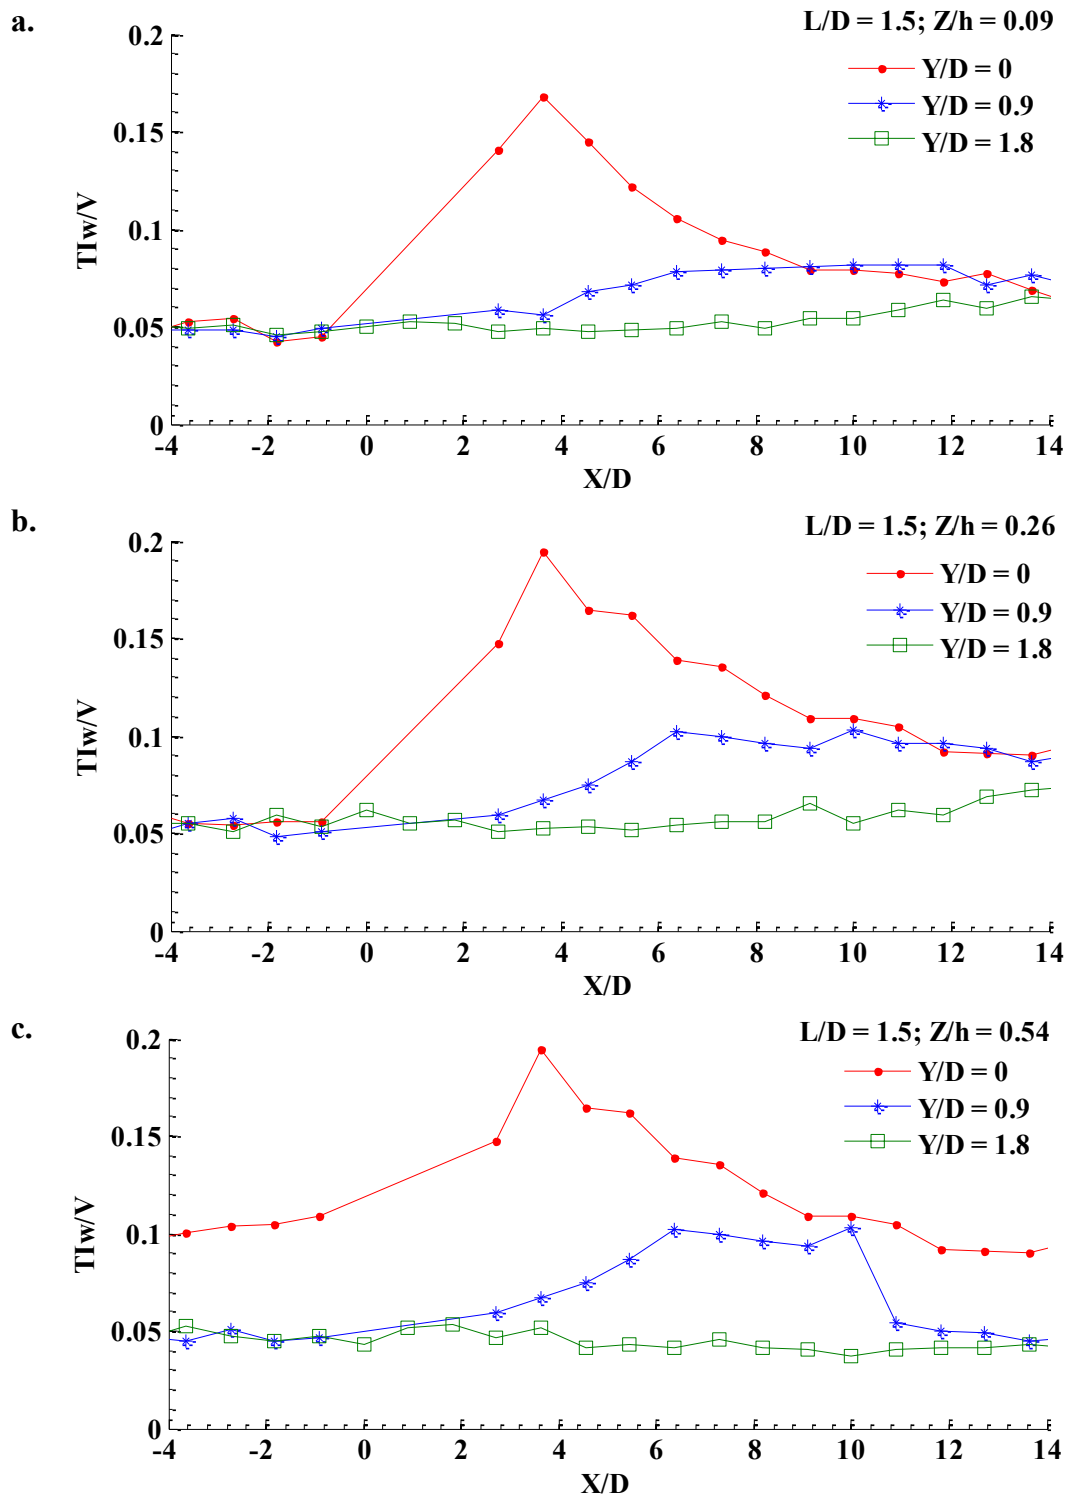 a.
L/D = 1.5; Z/h = 0.09
Y/D = 0
Y/D = 0.9
Y/D = 1.8
TIw/V
0.2
0.15
0.1
0.05
0
-4 -2 0 2 4 6 8 10 12 14
X/D
b.
L/D = 1.5; Z/h = 0.26
Y/D = 0
Y/D = 0.9
Y/D = 1.8
TIw/V
0.2
0.15
0.1
0.05
0
-4 -2 0 2 4 6 8 10 12 14
X/D
c.
L/D = 1.5; Z/h = 0.54
Y/D = 0
Y/D = 0.9
Y/D = 1.8
TIw/V
0.2
0.15
0.1
0.05
0
-4 -2 0 2 4 6 8 10 12 14
X/D